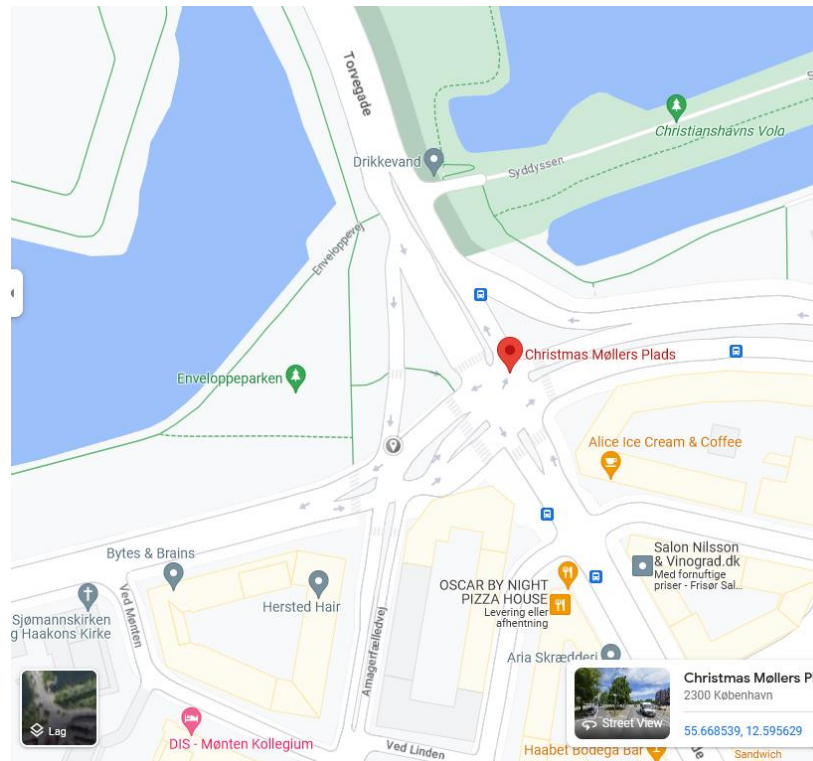 Torvegade
Christianshavns Vold
Drikkevand
Syddyssen
S
Enveloppevej
Christmas Møllers Plads
Enveloppeparken
Alice Ice Cream & Coffee
Bytes & Brains
Salon Nilsson
& Vinograd.dk
Med fornuftige
priser - Frisør Sal...
OSCAR BY NIGHT
PIZZA HOUSE
Levering eller
afhentning
Hersted Hair
Ved Mønten
Sjømannskirken
g Haakons Kirke
Amagerfælledvej
Aria Skrædderi
Lag
DIS - Mønten Kollegium
Ved Linden
Street View
Christmas Møllers Pl
2300 København
55.668539, 12.595629
de
Haabet Bodega Bar
Sandwich